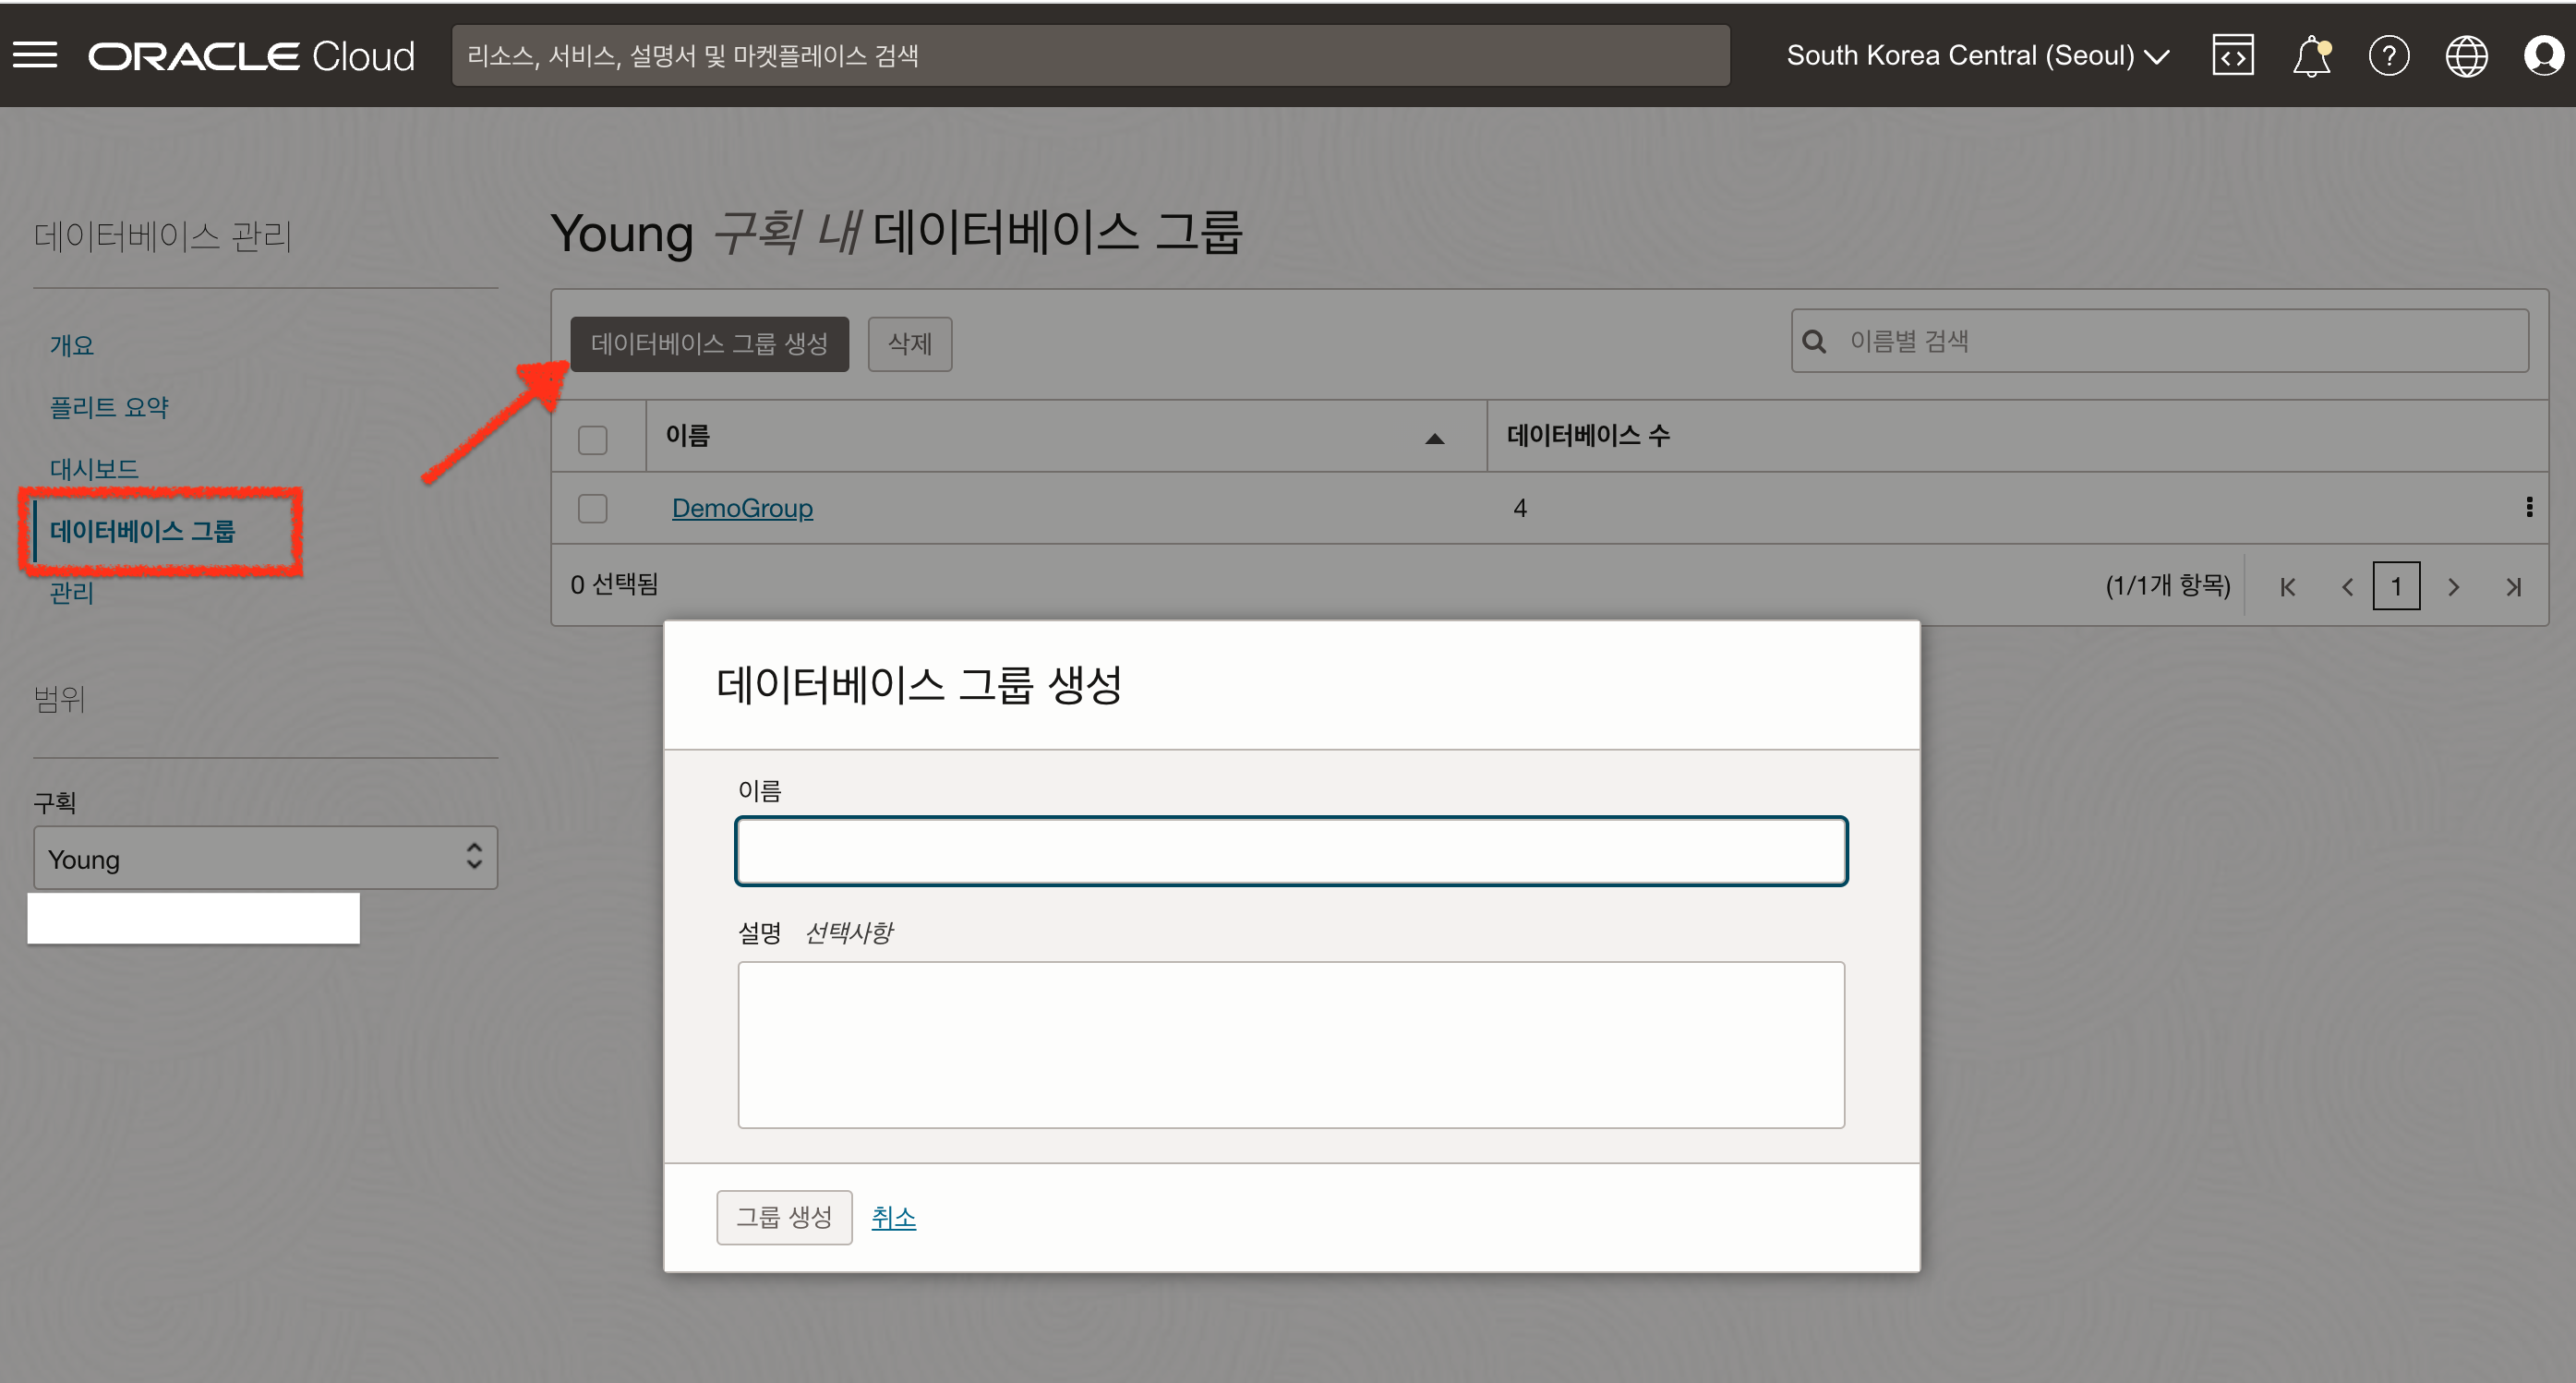 ORACLE Cloud
리소스, 서비스, 설명서 및 마켓플레이스 검색
South Korea Central (Seoul)
데이터베이스 관리
개요
플리트 요약
대시보드
데이터베이스 그룹
관리
범위
구획
Young
Young 구획 내 데이터베이스 그룹
데이터베이스 그룹 생성
삭제
이름별 검색
이름
데이터베이스 수
DemoGroup
4
0 선택됨
(1/1개 항목)
1
데이터베이스 그룹 생성
이름
설명 선택사항
그룹 생성
취소